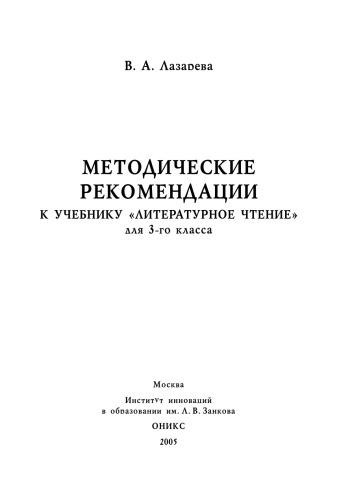 В. А. Лазарева
МЕТОДИЧЕСКИЕ
РЕКОМЕНДАЦИИ
К УЧЕБНИКУ «ЛИТЕРАТУРНОЕ ЧТЕНИЕ»
для 3-го класса
Москва
Институт инноваций
в образовании им. Л. В. Занкова
ОНИКС
2005